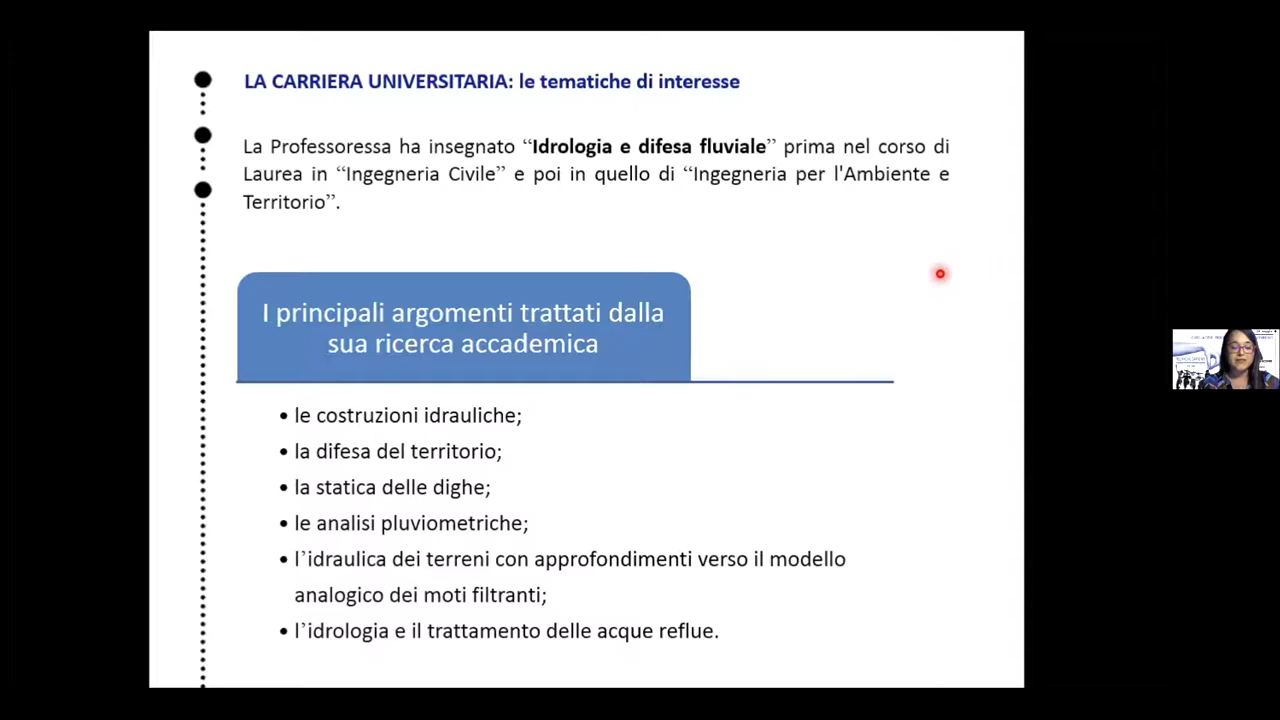 LA CARRIERA UNIVERSITARIA: le tematiche di interesse
La Professoressa ha insegnato “Idrologia e difesa fluviale” prima nel corso di
Laurea in “Ingegneria Civile” e poi in quello di “Ingegneria per l'Ambiente e
Territorio”.
I principali argomenti trattati dalla
sua ricerca accademica
• le costruzioni idrauliche;
• la difesa del territorio;
• la statica delle dighe;
• le analisi pluviometriche;
• l’idraulica dei terreni con approfondimenti verso il modello
analogico dei moti filtranti;
• l’idrologia e il trattamento delle acque reflue.